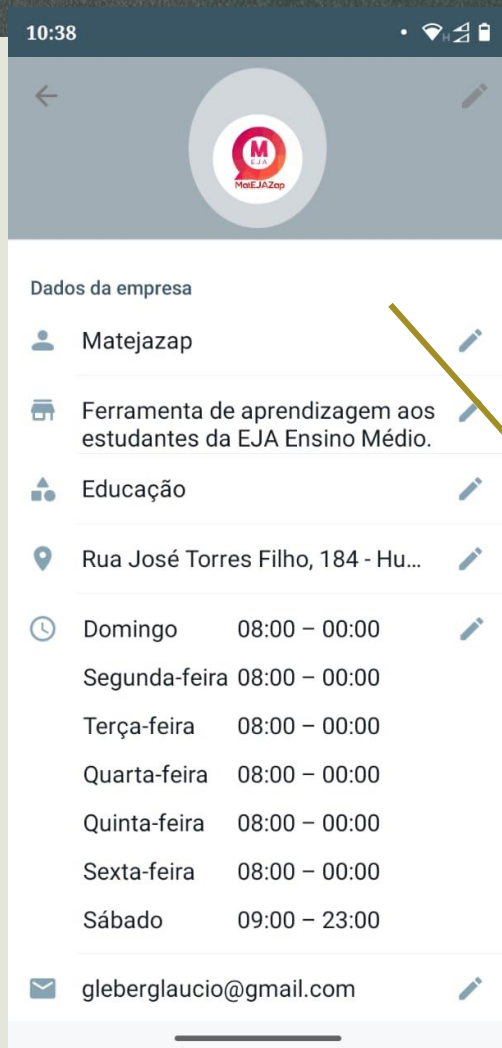 10:38
H
M
EJA
MatEJAZap
Dados da empresa
Matejazap
Ferramenta de aprendizagem aos
estudantes da EJA Ensino Médio.
Educação
Rua José Torres Filho, 184 - Hu...
Domingo 08:00 – 00:00
Segunda-feira 08:00 – 00:00
Terça-feira 08:00 – 00:00
Quarta-feira 08:00 – 00:00
Quinta-feira 08:00 – 00:00
Sexta-feira 08:00 – 00:00
Sábado 09:00 – 23:00
gleberglaucio@gmail.com